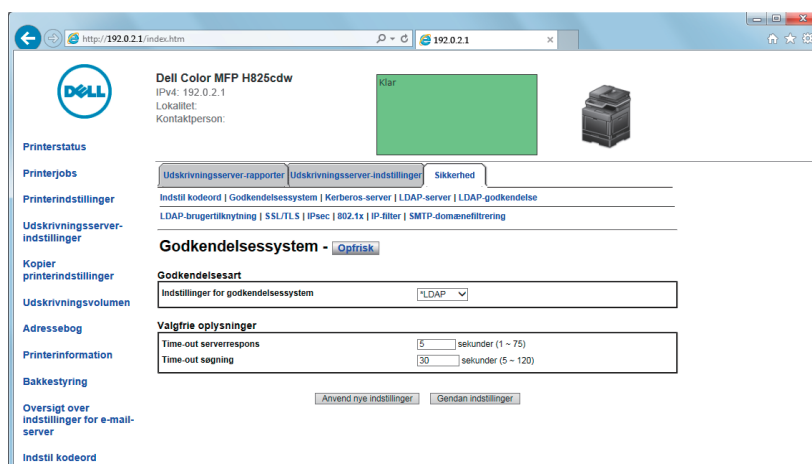 http://192.0.2.1/index.htm
192.0.2.1
DELL
Dell Color MFP H825cdw
IPv4: 192.0.2.1
Lokalitet:
Kontaktperson:
Klar
Printerstatus
Printerjobs
Printerindstillinger
Udskrivningsserver-
indstillinger
Kopier
printerindstillinger
Udskrivningsvolumen
Adressebog
Printerinformation
Bakkestyring
Oversigt over
indstillinger for e-mail-
server
Indstil kodeord
Udskrivningsserver-rapporter Udskrivningsserver-indstillinger Sikkerhed
Indstil kodeord | Godkendelsessystem | Kerberos-server | LDAP-server | LDAP-godkendelse
LDAP-brugertilknytning | SSL/TLS | IPsec | 802.1x | IP-filter | SMTP-domænefiltrering
Godkendelsessystem - Opfrisk
Godkendelsesart
Indstillinger for godkendelsessystem *LDAP
Valgfrie oplysninger
Time-out serverrespons 5 sekunder (1 ~ 75)
Time-out søgning 30 sekunder (5 ~ 120)
Anvend nye indstillinger Gendan indstillinger